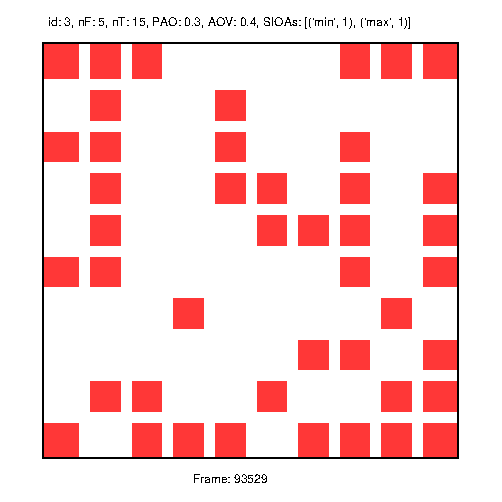 id: 3, nF: 5, nT: 15, PAO: 0.3, AOV: 0.4, SIOAs: [('min', 1), ('max', 1)]
Frame: 93529